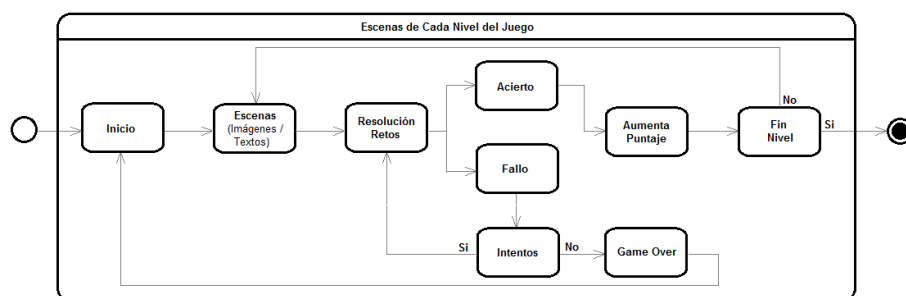 Escenas de Cada Nivel del Juego
Inicio
Escenas
(Imágenes /
Textos)
Resolución
Retos
Acierto
Fallo
Aumenta
Puntaje
Fin
Nivel
No
Si
Intentos
Si
No
Game Over